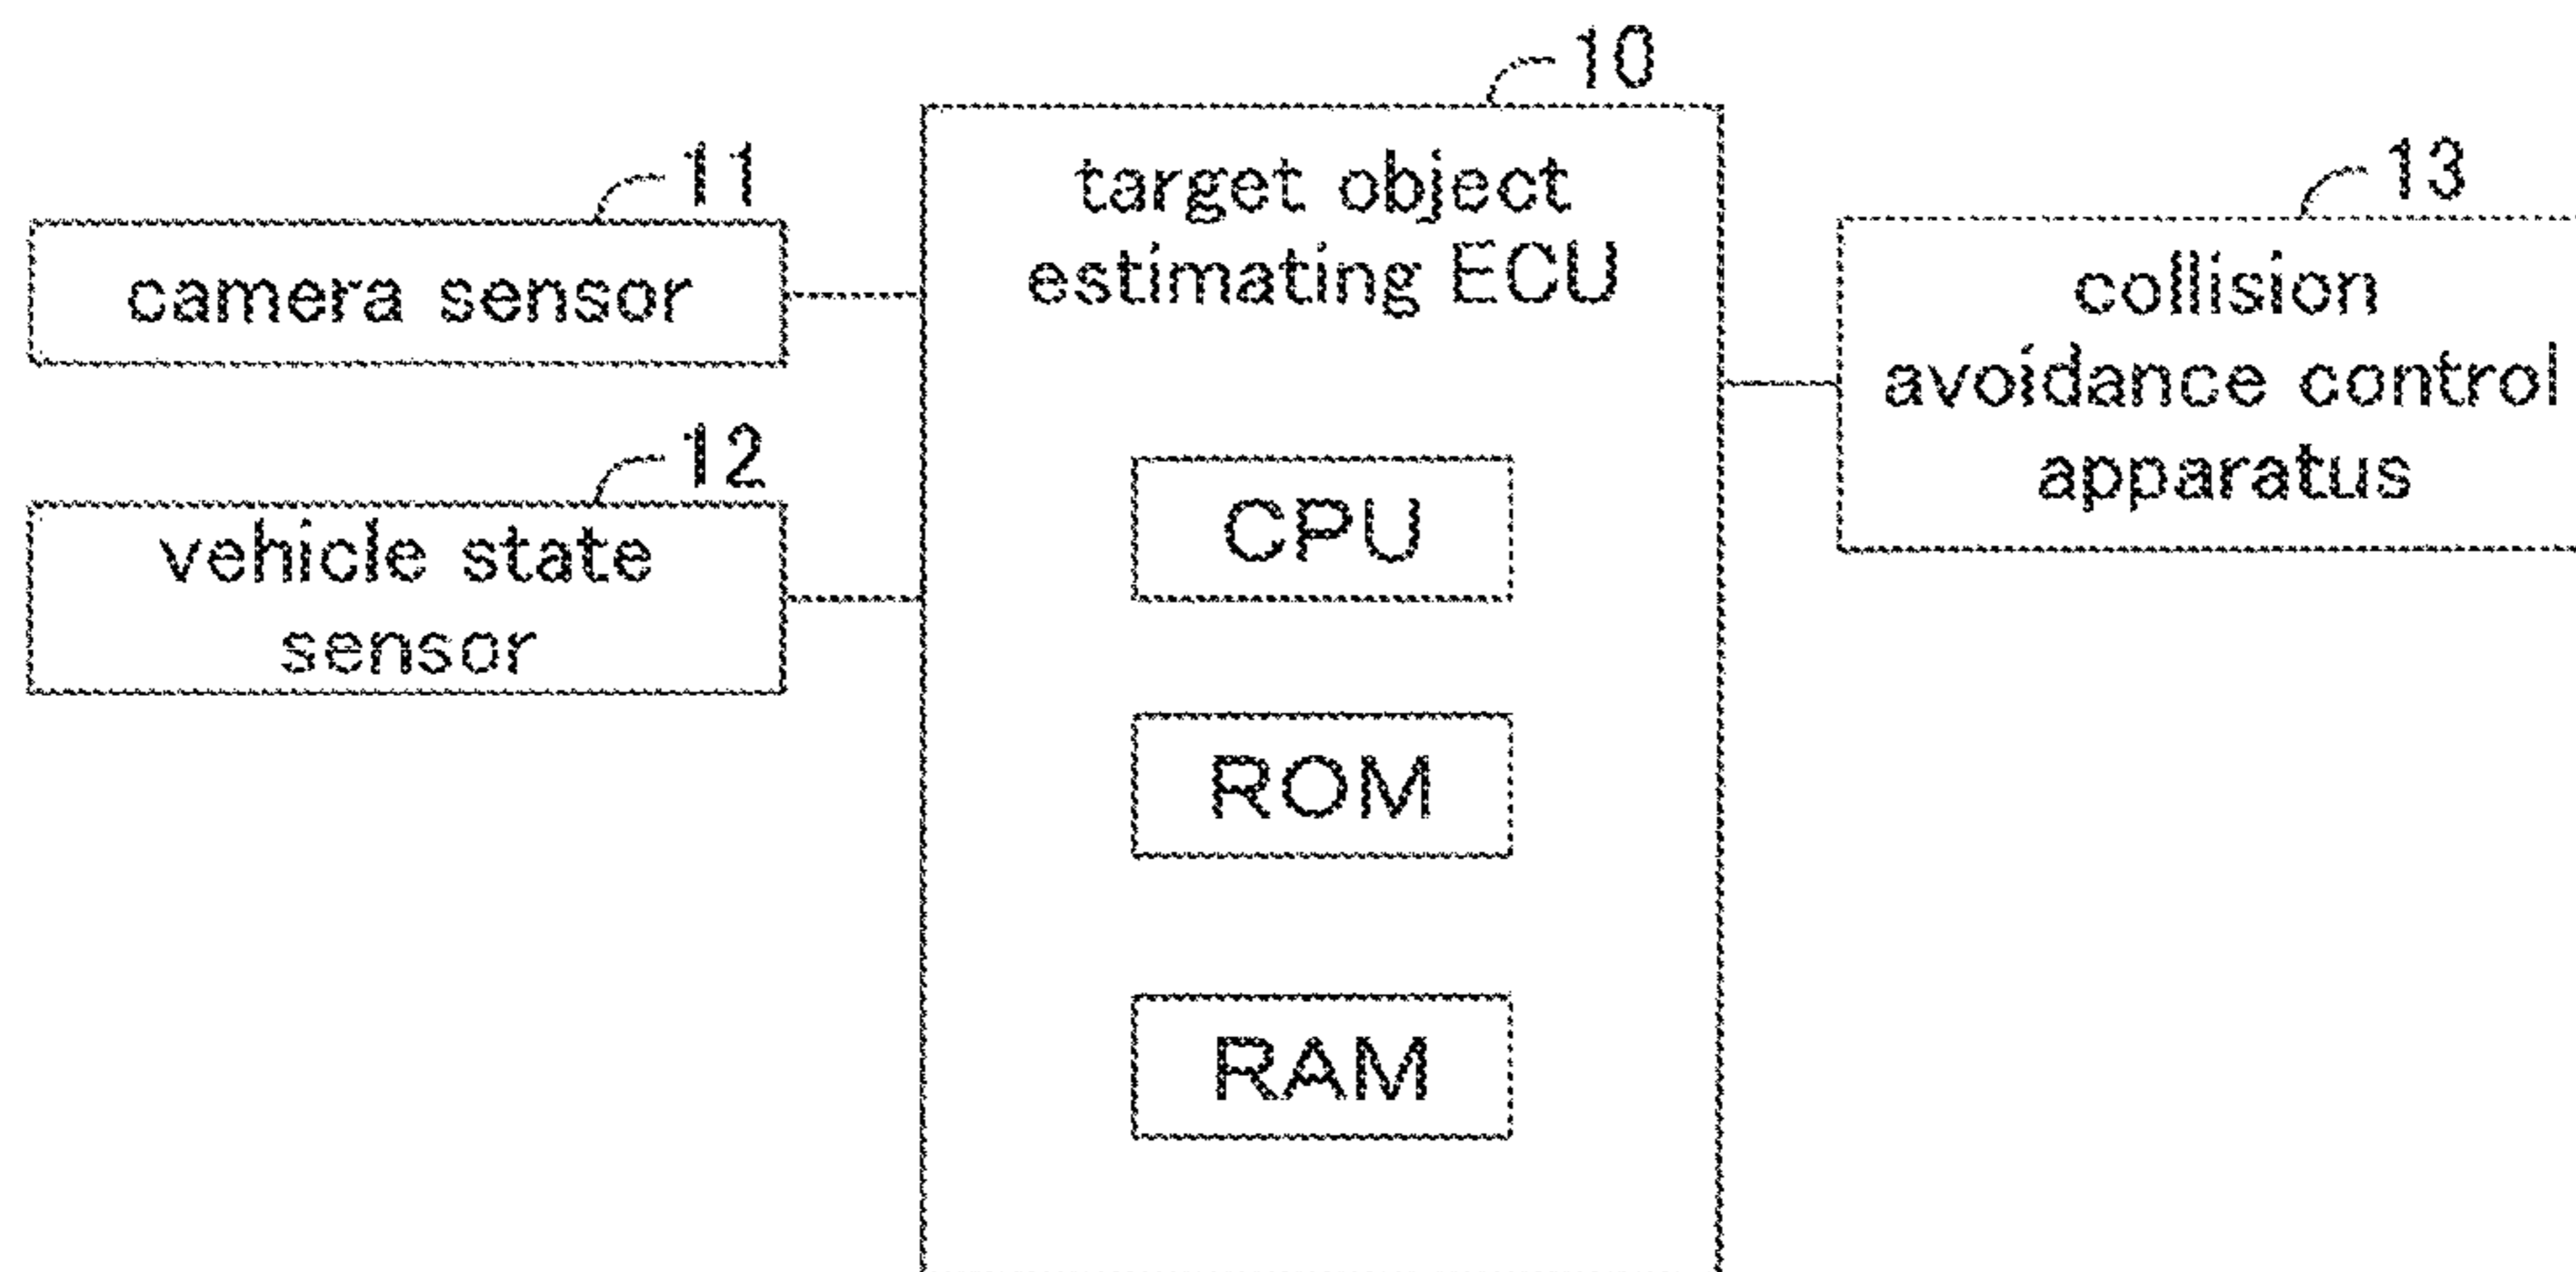 10
target object
estimating ECU
CPU
ROM
RAM
11
camera sensor
12
vehicle state
sensor
13
collision
avoidance control
apparatus